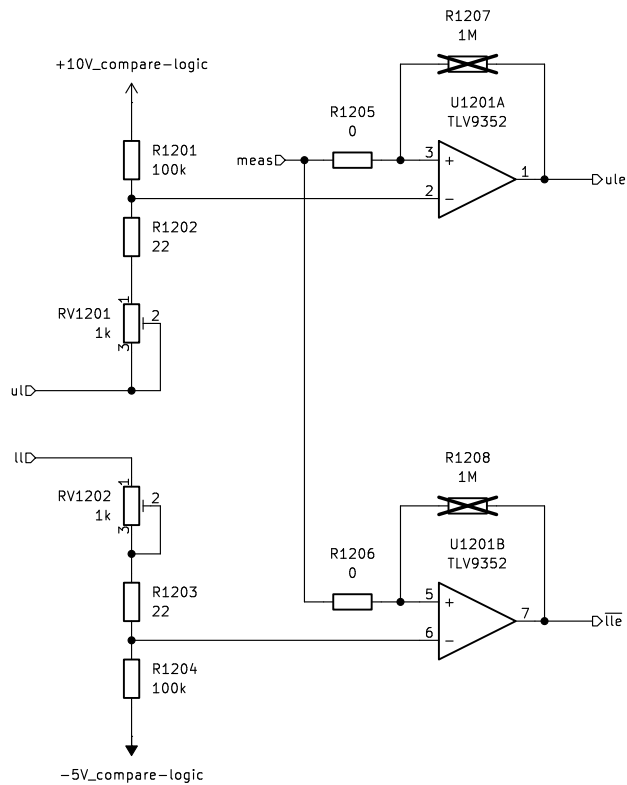 R1207
1M
+10V_compare-logic
U1201A
TLV9352
R1205
0
R1201
100k
meas
3
+
1
ule
2
−
R1202
22
1
RV1201
1k
2
3
ul
ll
1
RV1202
1k
2
3
R1208
1M
U1201B
TLV9352
R1206
0
R1203
22
5
+
7
lle
6
−
R1204
100k
−5V_compare-logic